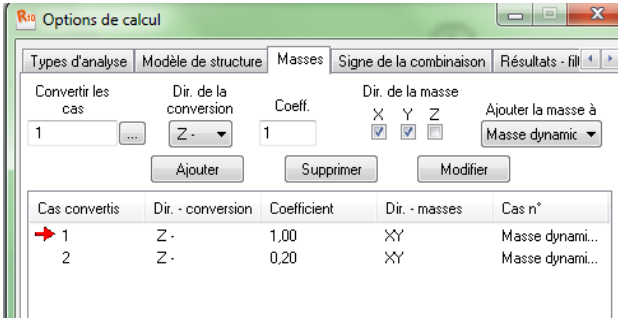 R10 Options de calcul
Types d'analyse Modèle de structure Masses Signe de la combinaison Résultats - filt
Convertir les cas Dir. de la conversion Coeff. Dir. de la masse X Y Z Ajouter la masse à
1 ... Z - 1 Masse dynamic
Ajouter Supprimer Modifier
Cas convertis Dir. - conversion Coefficient Dir. - masses Cas n°
1 Z - 1,00 XY Masse dynami...
2 Z - 0,20 XY Masse dynami...